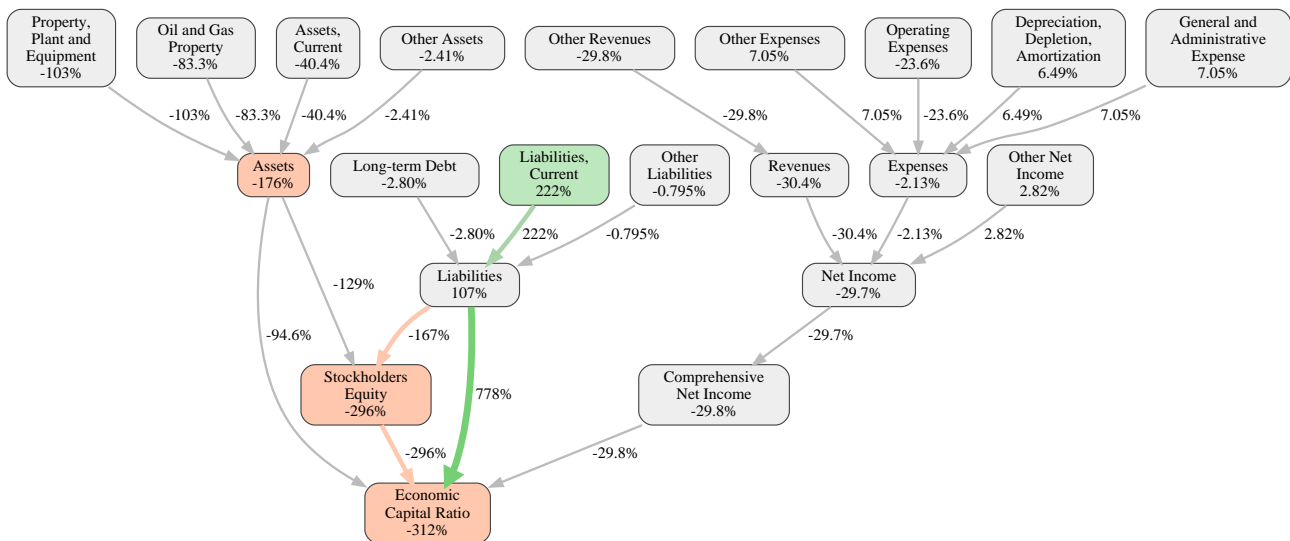 Property,
Plant and
Equipment
-103%
Oil and Gas
Property
-83.3%
Assets,
Current
-40.4%
Other Assets
-2.41%
Other Revenues
-29.8%
Other Expenses
7.05%
Operating
Expenses
-23.6%
Depreciation,
Depletion,
Amortization
6.49%
General and
Administrative
Expense
7.05%
-103%
-83.3%
-40.4%
-2.41%
-29.8%
7.05%
-23.6%
6.49%
7.05%
Assets
-176%
Long-term Debt
-2.80%
Liabilities,
Current
222%
Other
Liabilities
-0.795%
Revenues
-30.4%
Expenses
-2.13%
Other Net
Income
2.82%
-2.80%
222%
-0.795%
-30.4%
-2.13%
2.82%
Liabilities
107%
Net Income
-29.7%
-129%
-94.6%
-167%
-29.7%
Stockholders
Equity
-296%
778%
Comprehensive
Net Income
-29.8%
-296%
-29.8%
Economic
Capital Ratio
-312%